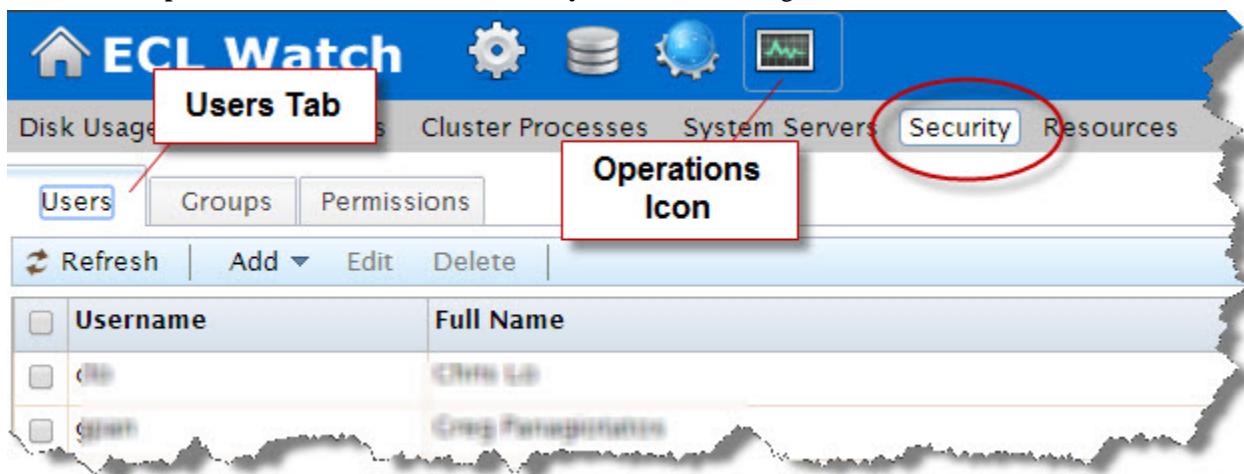 ECL Watch
Users Tab
Disk Usage s Cluster Processes System Servers Security Resources
Operations
Icon
Users Groups Permissions
Refresh Add Edit Delete
Username Full Name